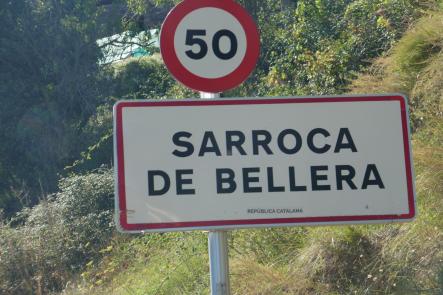 50
SARROCA
DE BELLERA
REPÚBLICA CATALANA